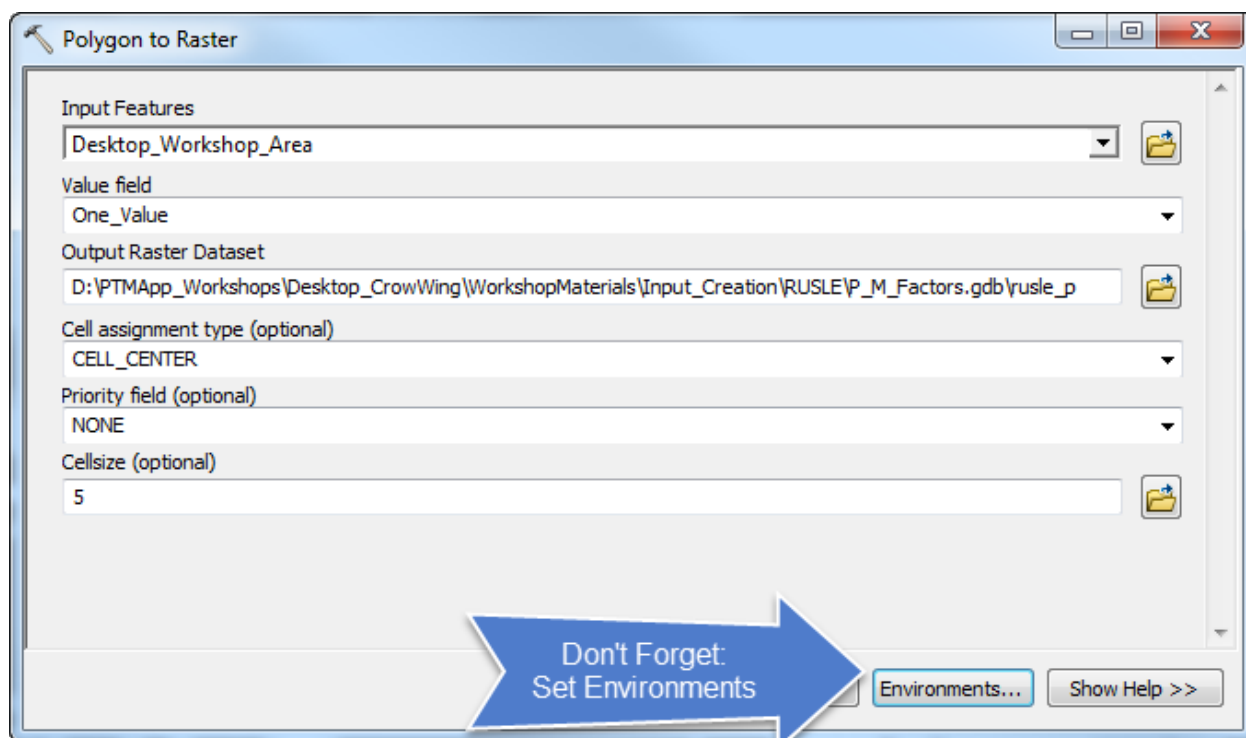 Polygon to Raster
Input Features
Desktop_Workshop_Area
Value field
One_Value
Output Raster Dataset
D:\PTMApp_Workshops\Desktop_CrowWing\WorkshopMaterials\Input_Creation\RUSLE\P_M_Factors.gdb\rusle_p
Cell assignment type (optional)
CELL_CENTER
Priority field (optional)
NONE
Cellsize (optional)
5
Don't Forget:
Set Environments
Environments...
Show Help >>